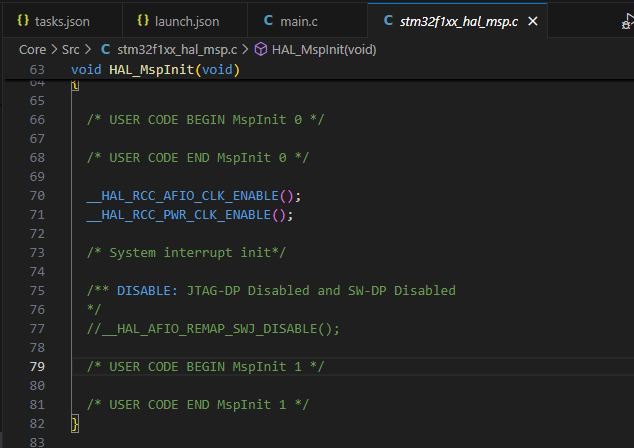 {} tasks.json
{} launch.json
C main.c
C stm32f1xx_hal_msp.c ×
Core > Src > C stm32f1xx_hal_msp.c > HAL_MspInit(void)
63 void HAL_MspInit(void)
64 {
65
66 /* USER CODE BEGIN MspInit 0 */
67
68 /* USER CODE END MspInit 0 */
69
70 __HAL_RCC_AFIO_CLK_ENABLE();
71 __HAL_RCC_PWR_CLK_ENABLE();
72
73 /* System interrupt init*/
74
75 /** DISABLE: JTAG-DP Disabled and SW-DP Disabled
76 */
77 //__HAL_AFIO_REMAP_SWJ_DISABLE();
78
79 /* USER CODE BEGIN MspInit 1 */
80
81 /* USER CODE END MspInit 1 */
82 }
83